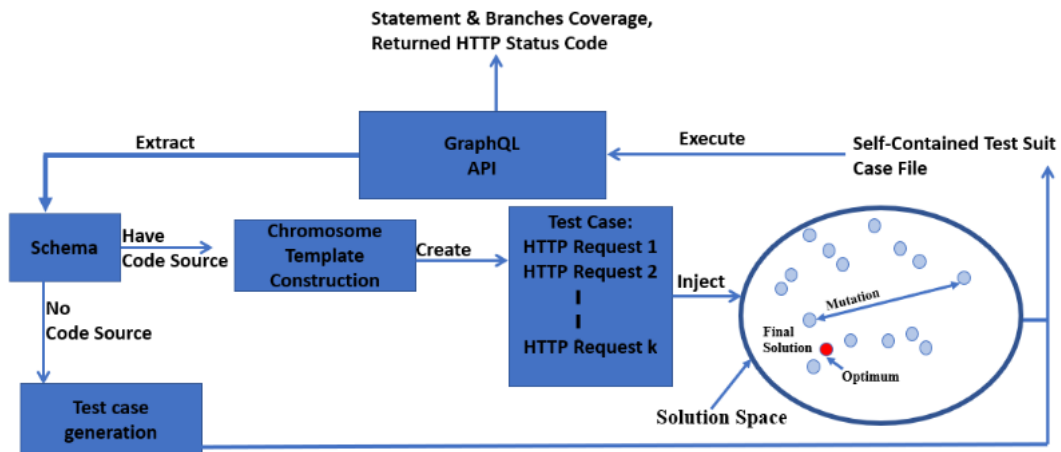 Statement & Branches Coverage,
Returned HTTP Status Code
Extract
GraphQL
API
Execute
Self-Contained Test Suit
Case File
Schema
Have
Code Source
Chromosome
Template
Construction
Create
Test Case:
HTTP Request 1
HTTP Request 2
HTTP Request k
Inject
Mutation
Final
Solution
Optimum
Solution Space
No
Code Source
Test case
generation